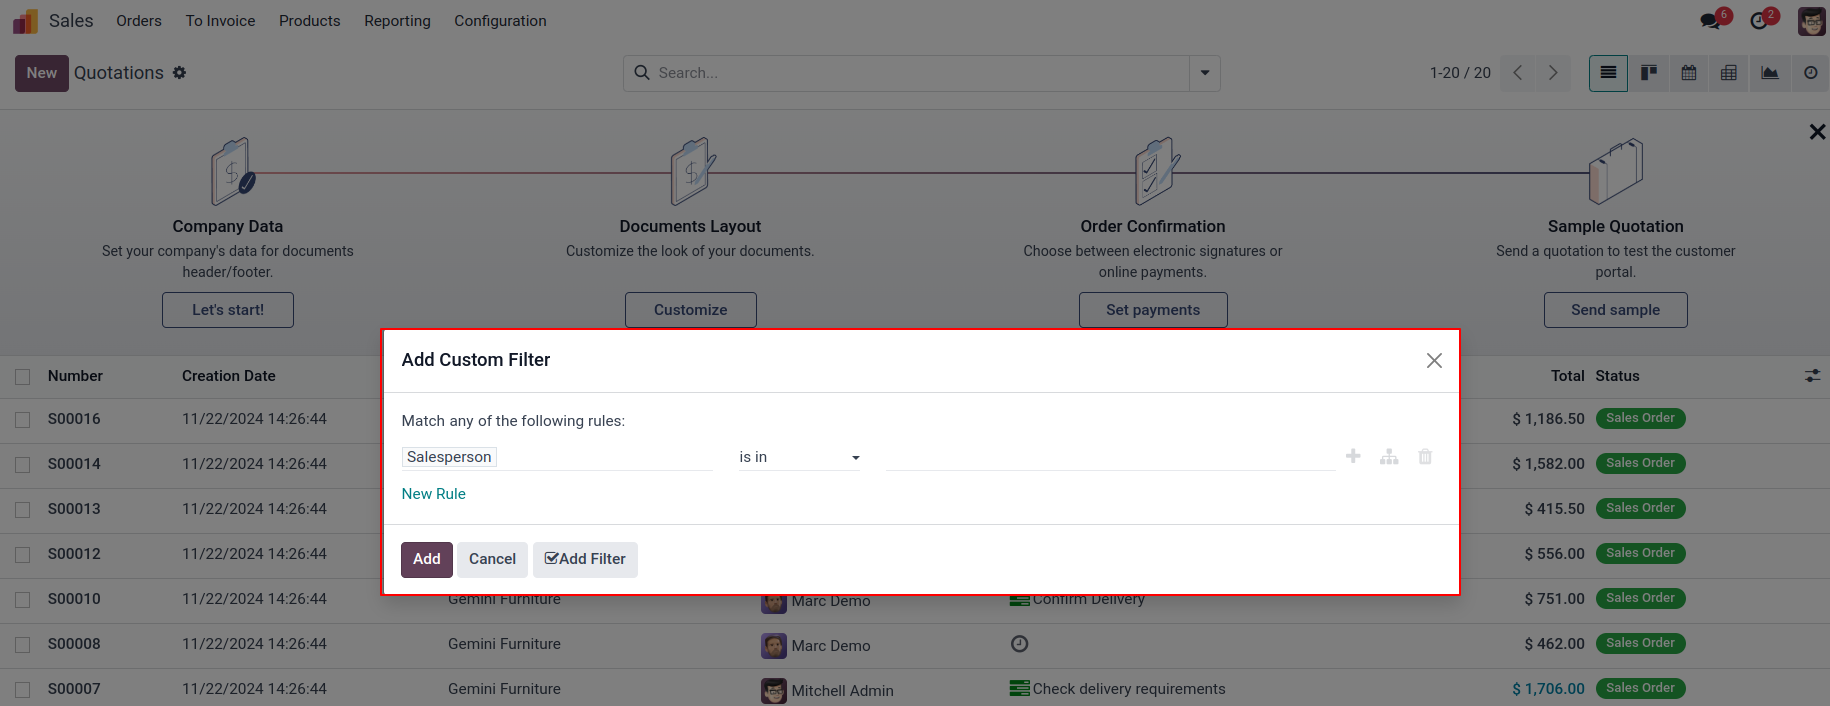 Sales Orders To Invoice Products Reporting Configuration 6 2
New Quotations Search... 1-20 / 20
Company Data Documents Layout Order Confirmation Sample Quotation
Set your company's data for documents Customize the look of your documents. Choose between electronic signatures or Send a quotation to test the customer
header/footer. online payments. portal.
Let's start! Customize Set payments Send sample
Add Custom Filter
Number Creation Date Total Status
S00016 11/22/2024 14:26:44 $ 1,186.50 Sales Order
Match any of the following rules:
Salesperson is in
S00014 11/22/2024 14:26:44 $ 1,582.00 Sales Order
New Rule
S00013 11/22/2024 14:26:44 $ 415.50 Sales Order
S00012 11/22/2024 14:26:44 $ 556.00 Sales Order
Add Cancel Add Filter
S00010 11/22/2024 14:26:44 Gemini Furniture Marc Demo Confirm Delivery $ 751.00 Sales Order
S00008 11/22/2024 14:26:44 Gemini Furniture Marc Demo $ 462.00 Sales Order
S00007 11/22/2024 14:26:44 Gemini Furniture Mitchell Admin Check delivery requirements $ 1,706.00 Sales Order